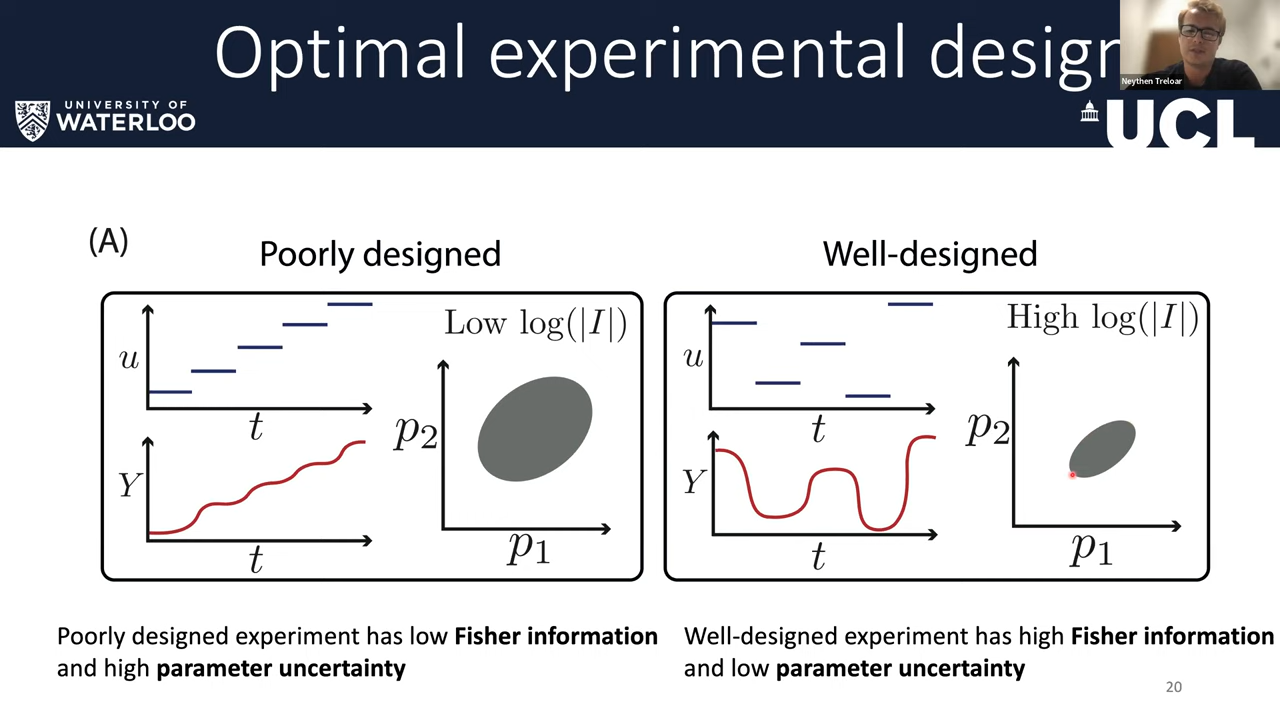 Optimal experimental design
Neythen Treloar
UNIVERSITY OF
WATERLOO
UCL
(A)
Poorly designed
Well-designed
u
t
Y
t
Low log(|I|)
p₂
p₁
u
t
Y
t
High log(|I|)
p₂
p₁
Poorly designed experiment has low Fisher information
and high parameter uncertainty
Well-designed experiment has high Fisher information
and low parameter uncertainty
20